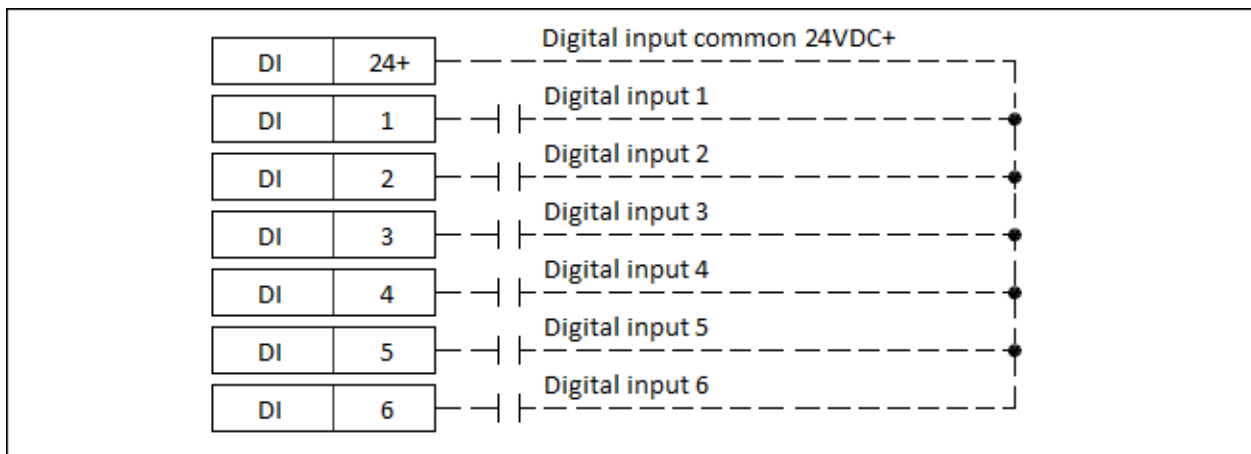 Digital input common 24VDC+
DI 24+
Digital input 1
DI 1
Digital input 2
DI 2
Digital input 3
DI 3
Digital input 4
DI 4
Digital input 5
DI 5
Digital input 6
DI 6